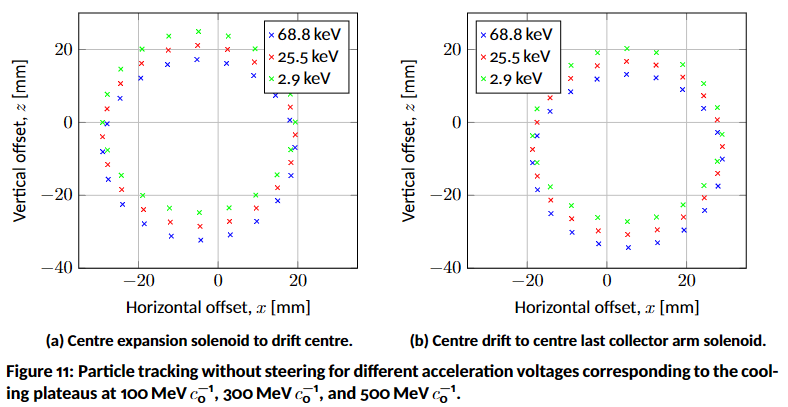 20
0
−20
−40
−20
0
20
Vertical offset, z [mm]
Horizontal offset, x [mm]
68.8 keV
25.5 keV
2.9 keV
(a) Centre expansion solenoid to drift centre.
20
0
−20
−40
−20
0
20
Vertical offset, z [mm]
Horizontal offset, x [mm]
68.8 keV
25.5 keV
2.9 keV
(b) Centre drift to centre last collector arm solenoid.
Figure 11: Particle tracking without steering for different acceleration voltages corresponding to the cool-
ing plateaus at 100 MeV c₀⁻¹, 300 MeV c₀⁻¹, and 500 MeV c₀⁻¹.